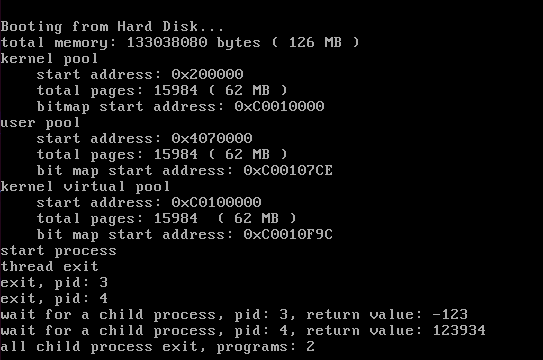 Booting from Hard Disk...
total memory: 133038080 bytes ( 126 MB )
kernel pool
    start address: 0x200000
    total pages: 15984 ( 62 MB )
    bitmap start address: 0xC0010000
user pool
    start address: 0x4070000
    total pages: 15984 ( 62 MB )
    bit map start address: 0xC00107CE
kernel virtual pool
    start address: 0xC0100000
    total pages: 15984  ( 62 MB )
    bit map start address: 0xC0010F9C
start process
thread exit
exit, pid: 3
exit, pid: 4
wait for a child process, pid: 3, return value: -123
wait for a child process, pid: 4, return value: 123934
all child process exit, programs: 2